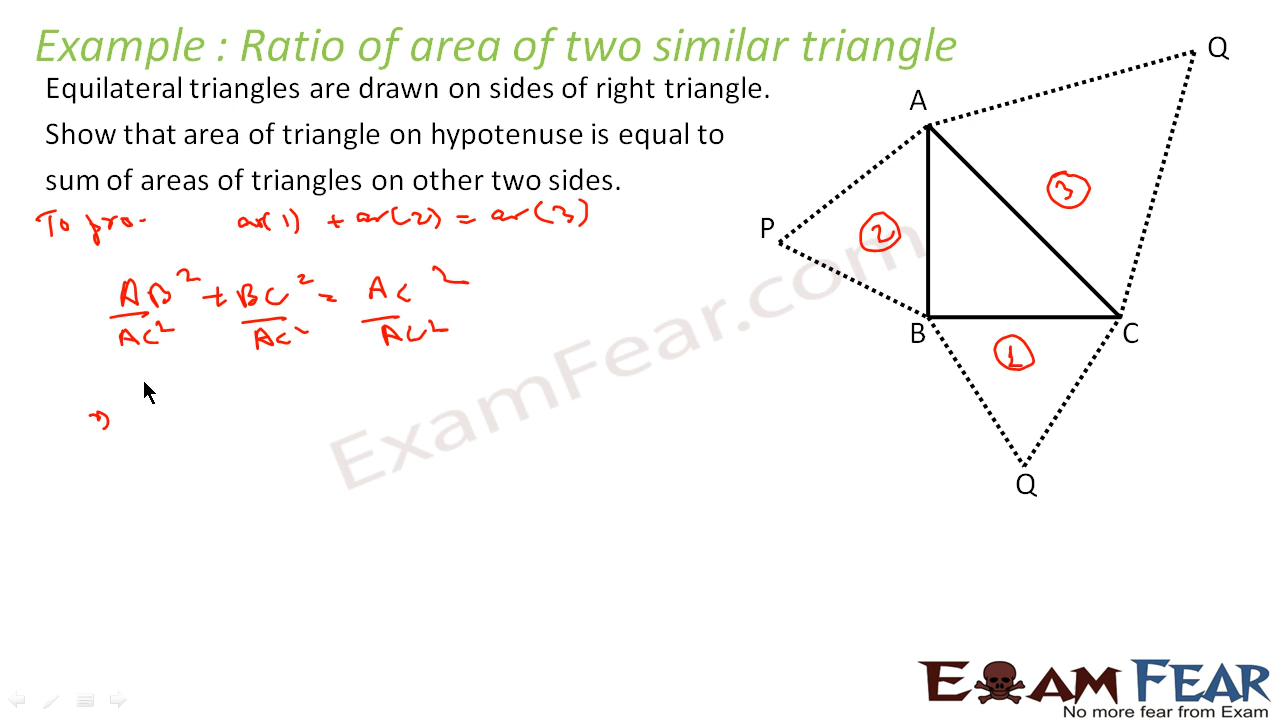 Example : Ratio of area of two similar triangle
Equilateral triangles are drawn on sides of right triangle.
Show that area of triangle on hypotenuse is equal to
sum of areas of triangles on other two sides.
To pro. ar(1) + ar(2) = ar(3)
AB² + BC² = AC²
AC² AC² AC²
⇒
Q
A
3
P
2
B
C
1
Q
ExamFear.com
EXAM FEAR
No more fear from Exam